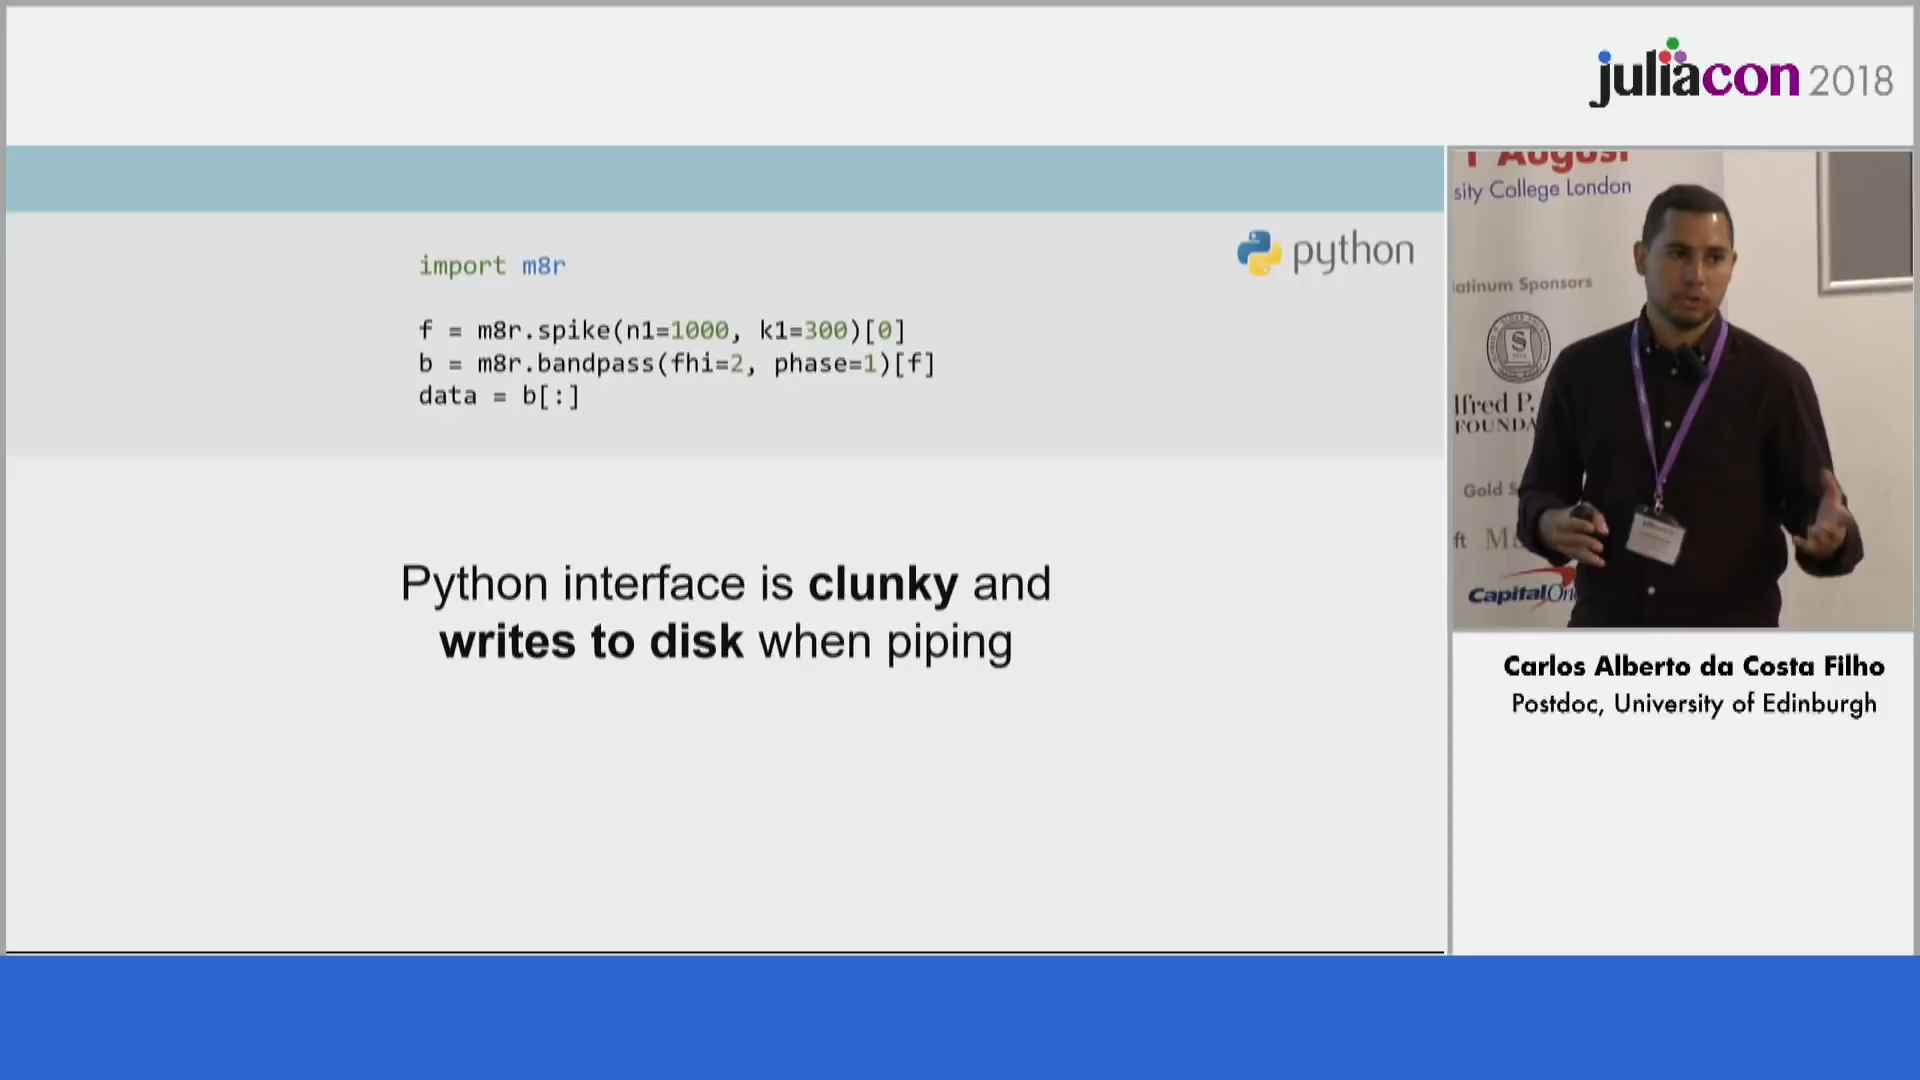 juliacon 2018
import m8r
python
f = m8r.spike(n1=1000, k1=300)[0]
b = m8r.bandpass(fhi=2, phase=1)[f]
data = b[:]
Python interface is clunky and
writes to disk when piping
August
College London
Sponsors
S
P.
Gold
Capital
Carlos Alberto da Costa Filho
Postdoc, University of Edinburgh